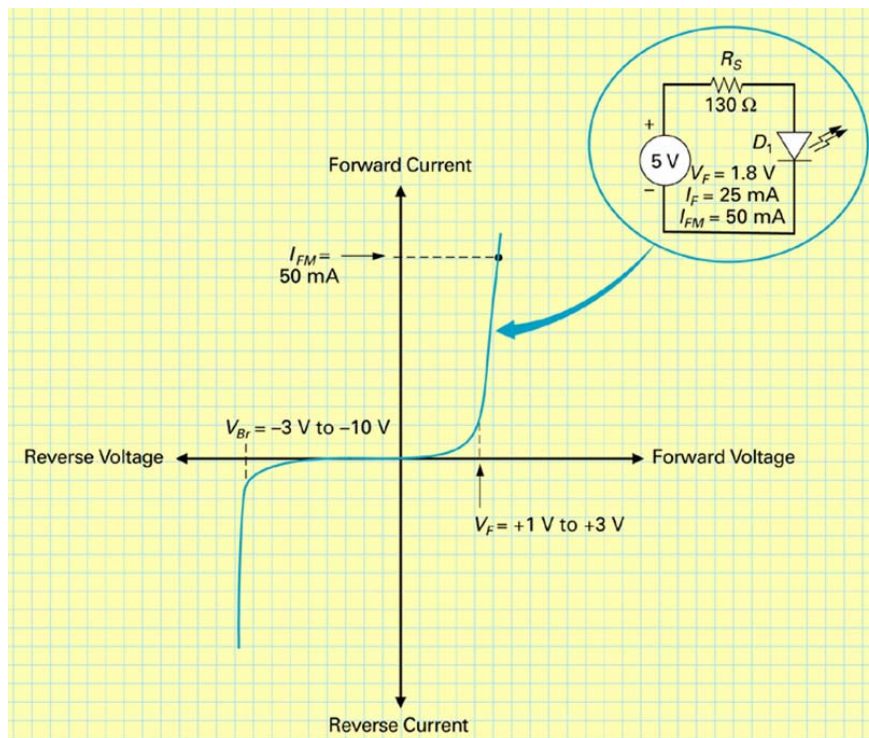 R_S
130 Ω
+
5 V
–
D_1
V_F = 1.8 V
I_F = 25 mA
I_FM = 50 mA
Forward Current
I_FM =
50 mA
V_Br = –3 V to –10 V
Reverse Voltage
Forward Voltage
V_F = +1 V to +3 V
Reverse Current